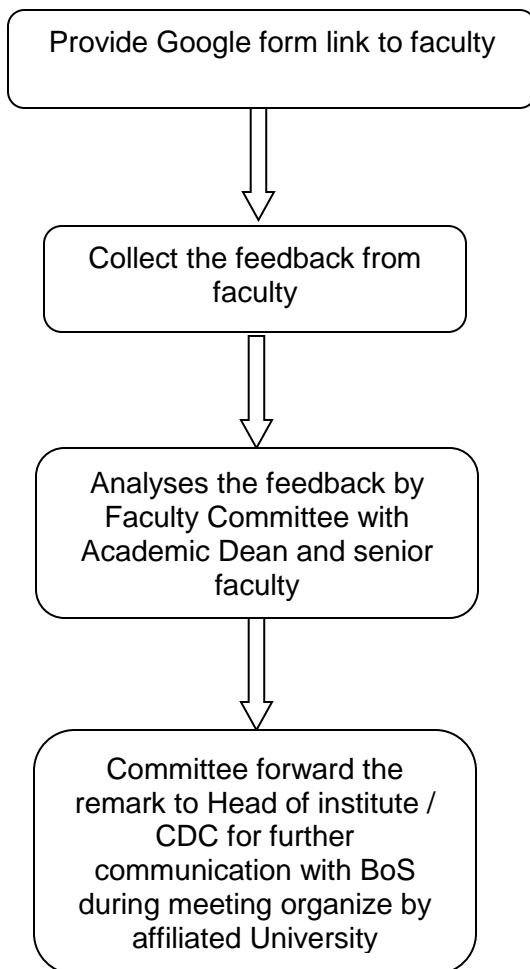 Provide Google form link to faculty
Collect the feedback from
faculty
Analyses the feedback by
Faculty Committee with
Academic Dean and senior
faculty
Committee forward the
remark to Head of institute /
CDC for further
communication with BoS
during meeting organize by
affiliated University